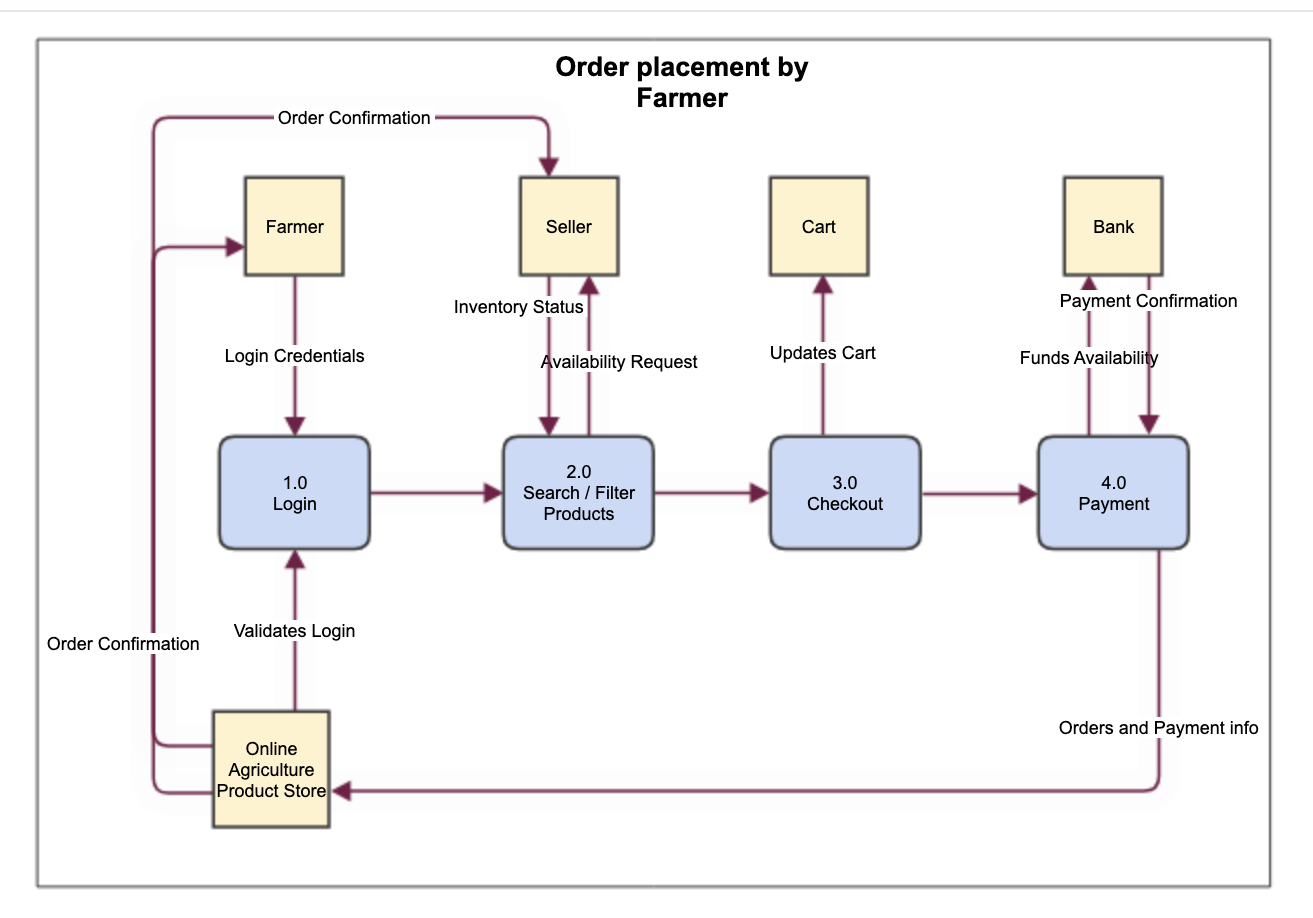 Order placement by
Farmer
Order Confirmation
Farmer
Seller
Cart
Bank
Inventory Status
Payment Confirmation
Login Credentials
Availability Request
Updates Cart
Funds Availability
1.0
Login
2.0
Search / Filter
Products
3.0
Checkout
4.0
Payment
Order Confirmation
Validates Login
Orders and Payment info
Online
Agriculture
Product Store